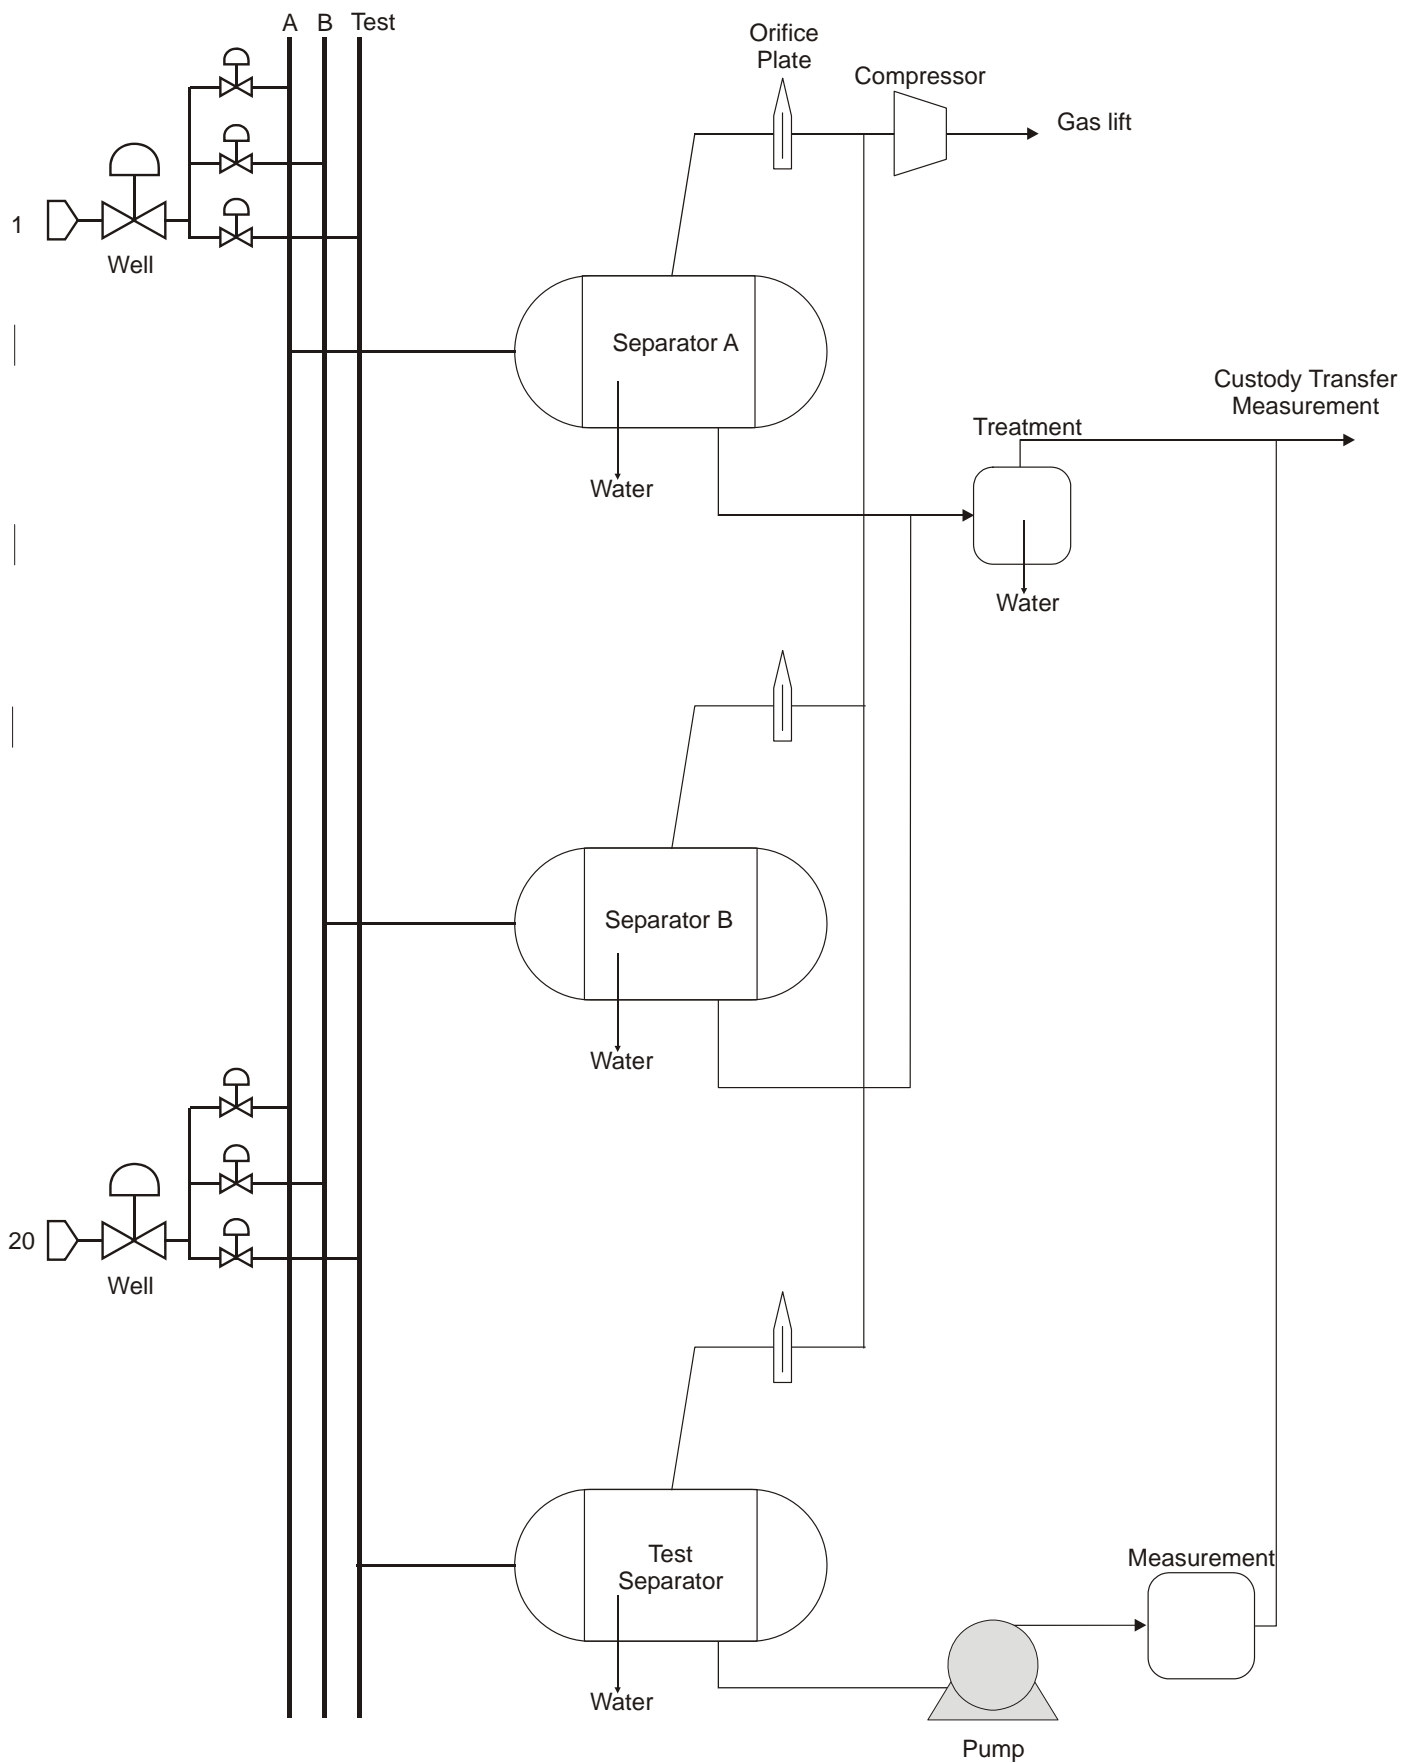 A B Test
Orifice
Plate
Compressor
Gas lift
1
Well
Separator A
Custody Transfer
Measurement
Treatment
Water
Water
Separator B
Water
20
Well
Test
Separator
Measurement
Water
Pump